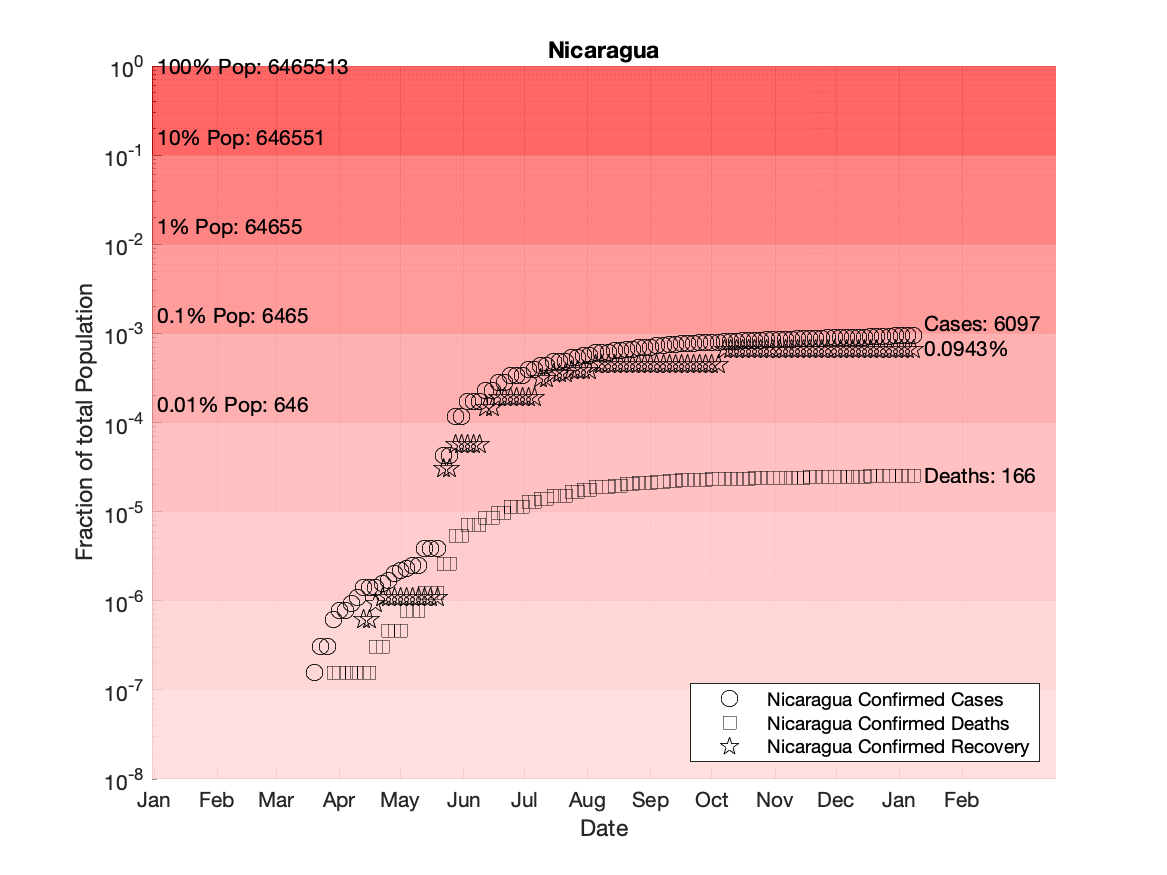 Nicaragua
10⁰
100% Pop: 6465513
10% Pop: 646551
10⁻¹
1% Pop: 64655
10⁻²
0.1% Pop: 6465
10⁻³
Cases: 6097
0.0943%
0.01% Pop: 646
10⁻⁴
Deaths: 166
10⁻⁵
10⁻⁶
10⁻⁷
10⁻⁸
Fraction of total Population
Nicaragua Confirmed Cases
Nicaragua Confirmed Deaths
Nicaragua Confirmed Recovery
Jan Feb Mar Apr May Jun Jul Aug Sep Oct Nov Dec Jan Feb
Date